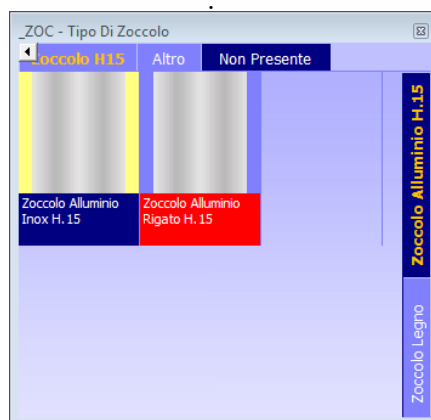 _ZOC - Tipo Di Zoccolo
Zoccolo H15
Altro
Non Presente
Zoccolo Alluminio
Inox H.15
Zoccolo Alluminio
Rigato H.15
Zoccolo Alluminio H.15
Zoccolo Legno